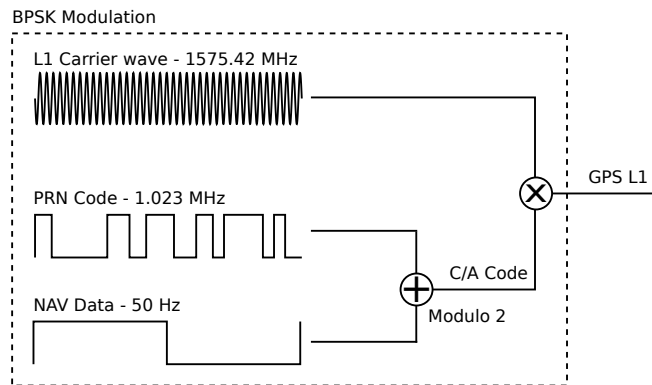 BPSK Modulation
L1 Carrier wave - 1575.42 MHz
GPS L1
PRN Code - 1.023 MHz
C/A Code
NAV Data - 50 Hz
Modulo 2